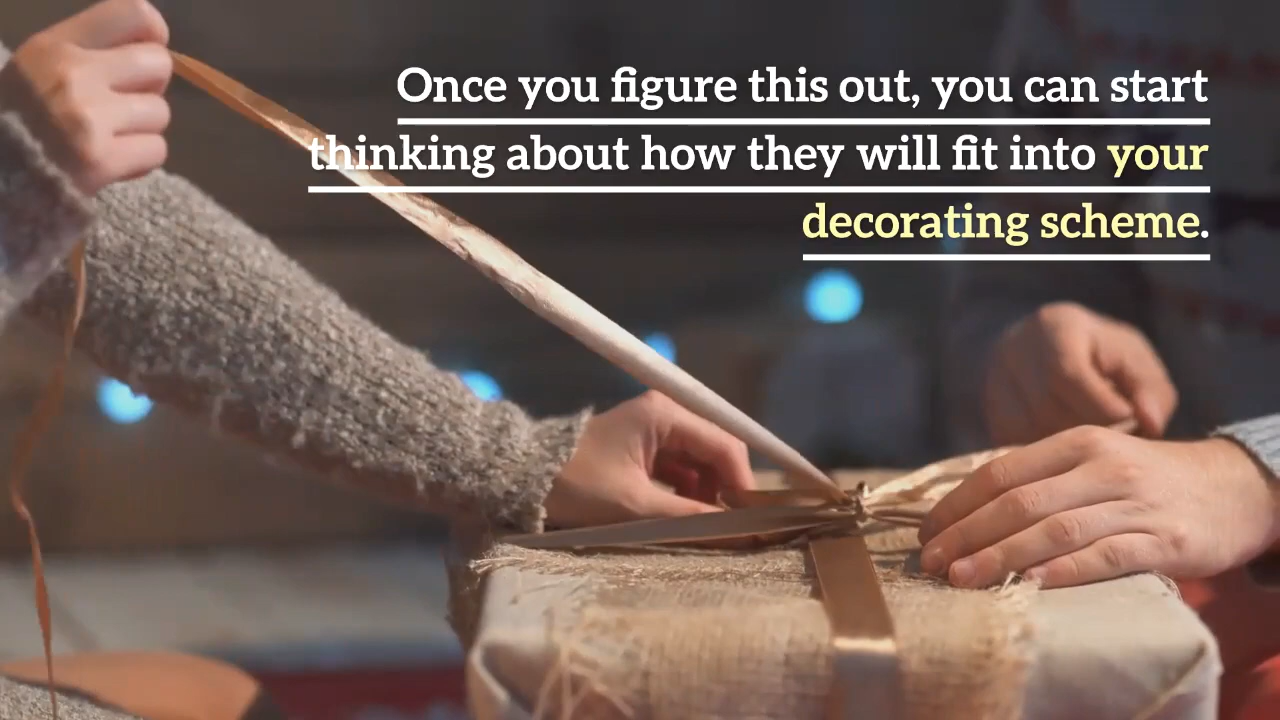 Once you figure this out, you can start
thinking about how they will fit into your
decorating scheme.